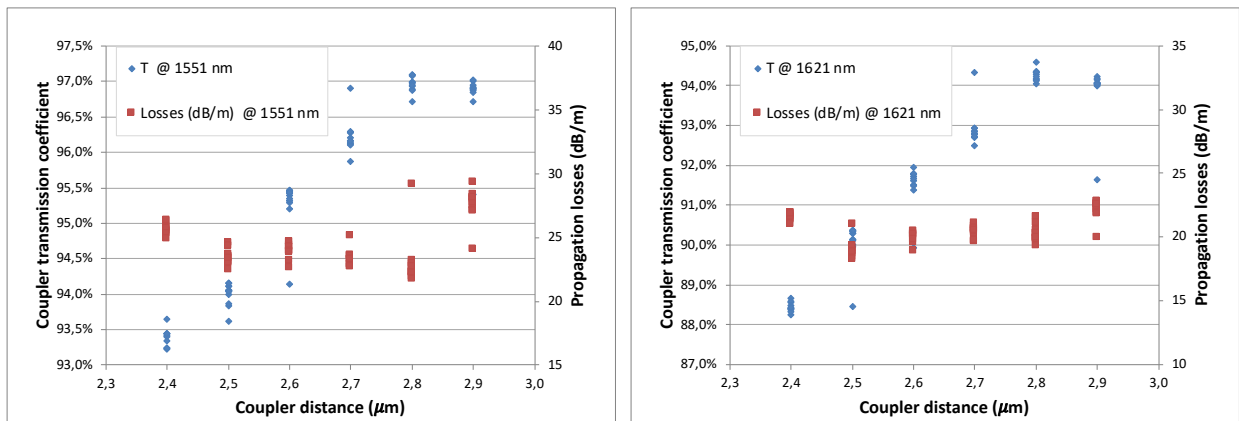 97,5%
97,0%
96,5%
96,0%
95,5%
95,0%
94,5%
94,0%
93,5%
93,0%
Coupler transmission coefficient
T @ 1551 nm
Losses (dB/m) @ 1551 nm
40
35
30
25
20
15
Propagation losses (dB/m)
2,3 2,4 2,5 2,6 2,7 2,8 2,9 3,0
Coupler distance (μm)
95,0%
94,0%
93,0%
92,0%
91,0%
90,0%
89,0%
88,0%
87,0%
Coupler transmission coefficient
T @ 1621 nm
Losses (dB/m) @ 1621 nm
35
30
25
20
15
10
Propagation losses (dB/m)
2,3 2,4 2,5 2,6 2,7 2,8 2,9 3,0
Coupler distance (μm)